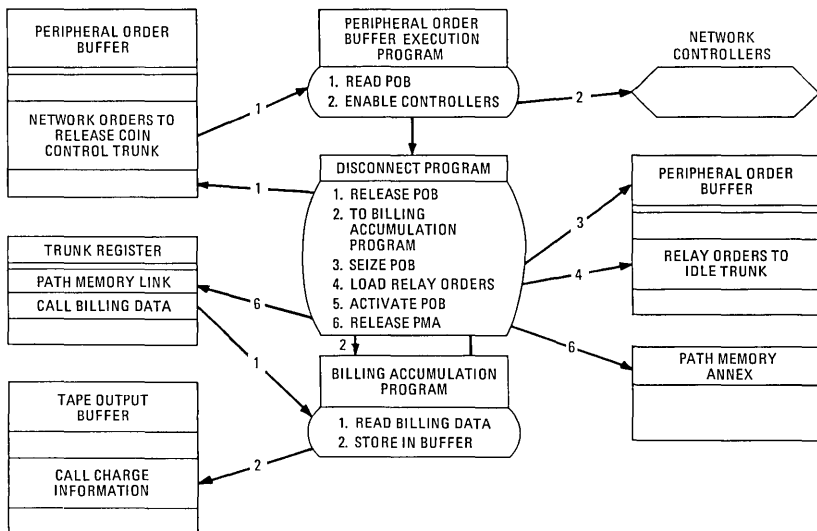 PERIPHERAL ORDER
BUFFER
NETWORK ORDERS TO
RELEASE COIN
CONTROL TRUNK
PERIPHERAL ORDER
BUFFER EXECUTION
PROGRAM
1. READ POB
2. ENABLE CONTROLLERS
NETWORK
CONTROLLERS
1
2
DISCONNECT PROGRAM
1. RELEASE POB
2. TO BILLING
ACCUMULATION
PROGRAM
3. SEIZE POB
4. LOAD RELAY ORDERS
5. ACTIVATE POB
6. RELEASE PMA
1
3
4
6
6
2
PERIPHERAL ORDER
BUFFER
RELAY ORDERS TO
IDLE TRUNK
TRUNK REGISTER
PATH MEMORY LINK
CALL BILLING DATA
1
BILLING ACCUMULATION
PROGRAM
1. READ BILLING DATA
2. STORE IN BUFFER
PATH MEMORY
ANNEX
TAPE OUTPUT
BUFFER
CALL CHARGE
INFORMATION
2